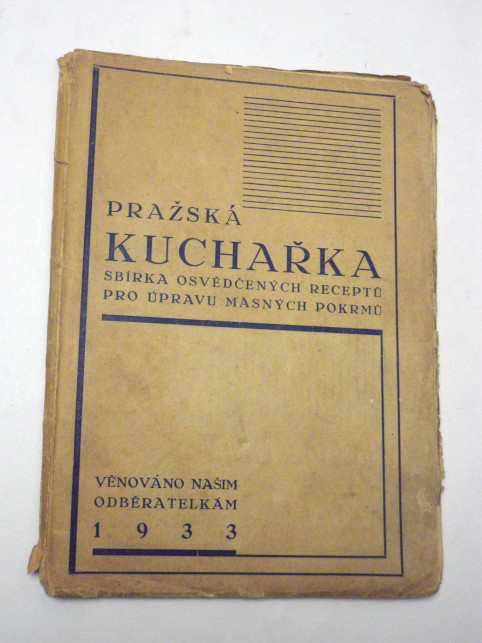 PRAŽSKÁ
KUCHAŘKA
SBÍRKA OSVĚDČENÝCH RECEPTŮ
PRO ÚPRAVU MASNÝCH POKRMŮ
VĚNOVÁNO NAŠIM
ODBĚRATELKÁM
1933